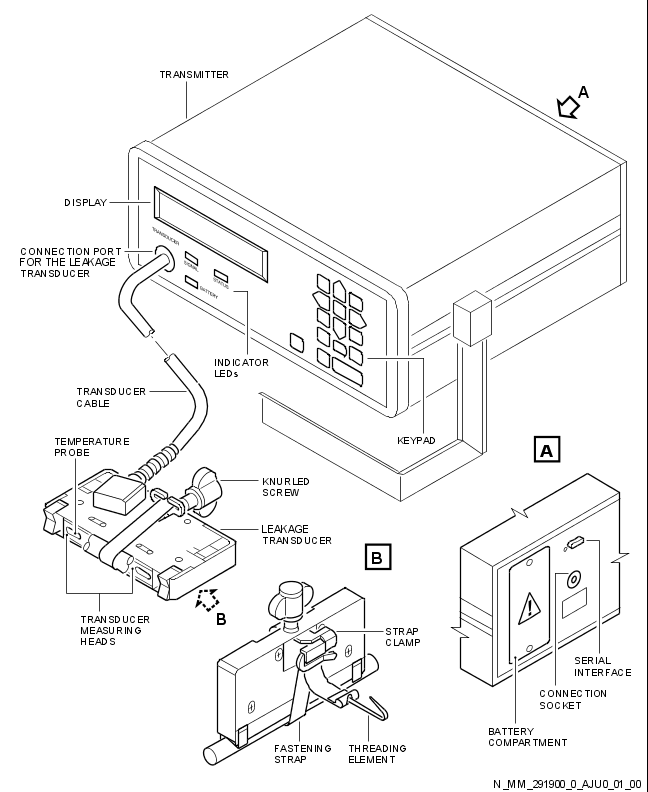 TRANSMITTER
A
DISPLAY
TRANSDUCER
CONNECTION PORT
FOR THE LEAKAGE
TRANSDUCER
SIGNAL
STATUS
BATTERY
INDICATOR
LEDs
TRANSDUCER
CABLE
KEYPAD
TEMPERATURE
PROBE
A
KNURLED
SCREW
LEAKAGE
TRANSDUCER
B
B
TRANSDUCER
MEASURING
HEADS
STRAP
CLAMP
SERIAL
INTERFACE
CONNECTION
SOCKET
BATTERY
COMPARTMENT
FASTENING
STRAP
THREADING
ELEMENT
N_MM_291900_0_AJU0_01_00